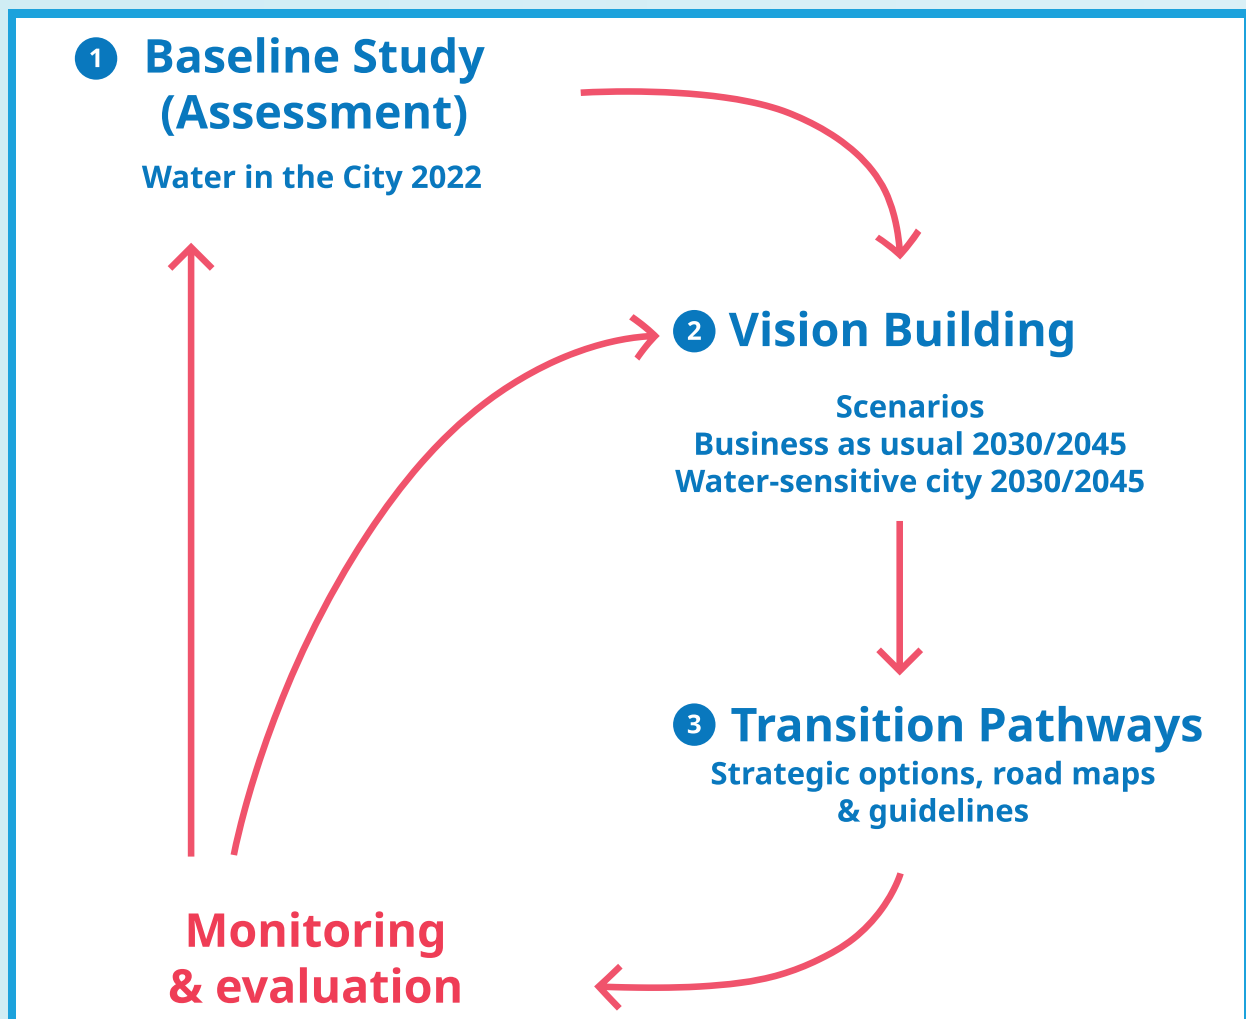 1 Baseline Study
(Assessment)
Water in the City 2022
2 Vision Building
Scenarios
Business as usual 2030/2045
Water-sensitive city 2030/2045
3 Transition Pathways
Strategic options, road maps
& guidelines
Monitoring
& evaluation